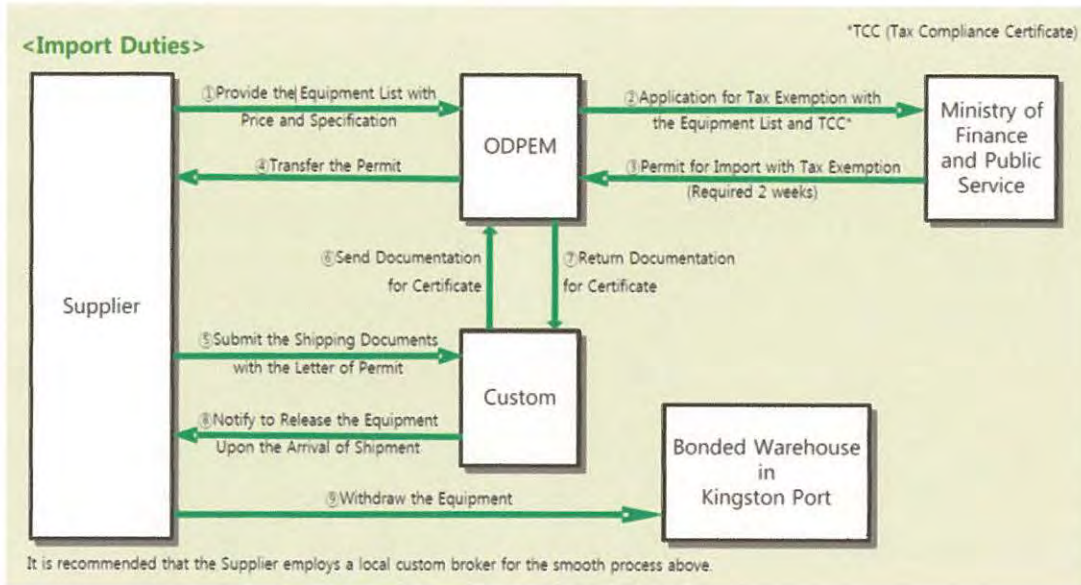 <Import Duties>
*TCC (Tax Compliance Certificate)
①Provide the Equipment List with
Price and Specification
②Application for Tax Exemption with
the Equipment List and TCC*
ODPEM
Ministry of
Finance
and Public
Service
④Transfer the Permit
③Permit for Import with Tax Exemption
(Required 2 weeks)
⑥Send Documentation
for Certificate
⑦Return Documentation
for Certificate
Supplier
⑤Submit the Shipping Documents
with the Letter of Permit
Custom
⑧Notify to Release the Equipment
Upon the Arrival of Shipment
Bonded Warehouse
in
Kingston Port
⑨Withdraw the Equipment
It is recommended that the Supplier employs a local custom broker for the smooth process above.